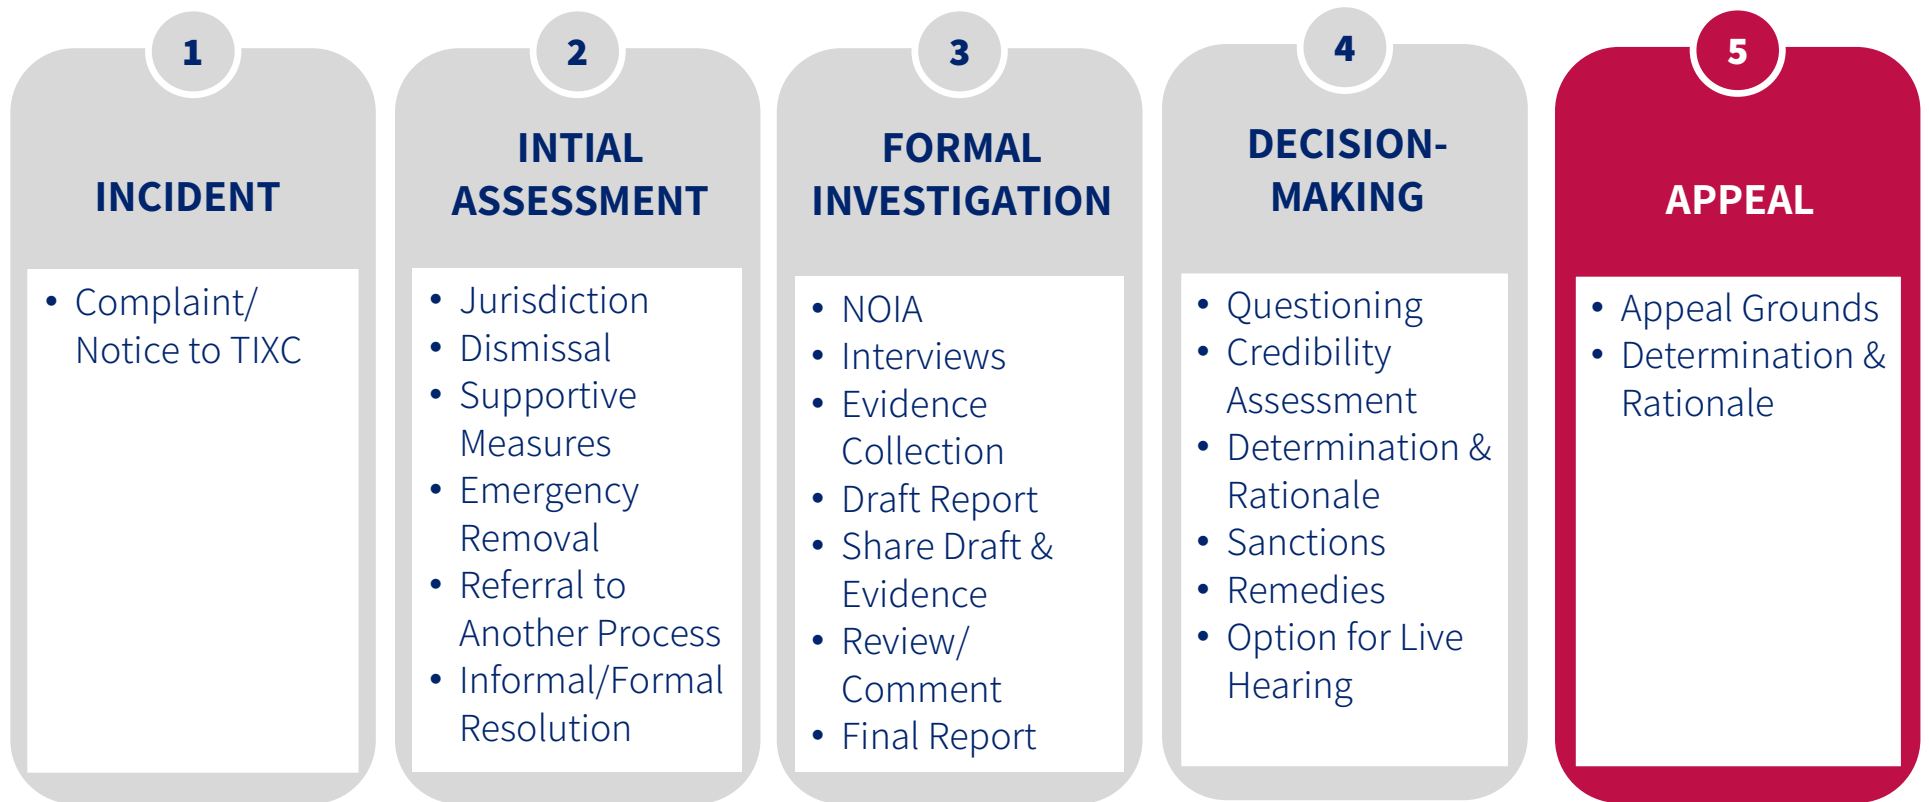 1
INCIDENT
• Complaint/
Notice to TIXC
2
INTIAL
ASSESSMENT
• Jurisdiction
• Dismissal
• Supportive
Measures
• Emergency
Removal
• Referral to
Another Process
• Informal/Formal
Resolution
3
FORMAL
INVESTIGATION
• NOIA
• Interviews
• Evidence
Collection
• Draft Report
• Share Draft &
Evidence
• Review/
Comment
• Final Report
4
DECISION-
MAKING
• Questioning
• Credibility
Assessment
• Determination &
Rationale
• Sanctions
• Remedies
• Option for Live
Hearing
5
APPEAL
• Appeal Grounds
• Determination &
Rationale